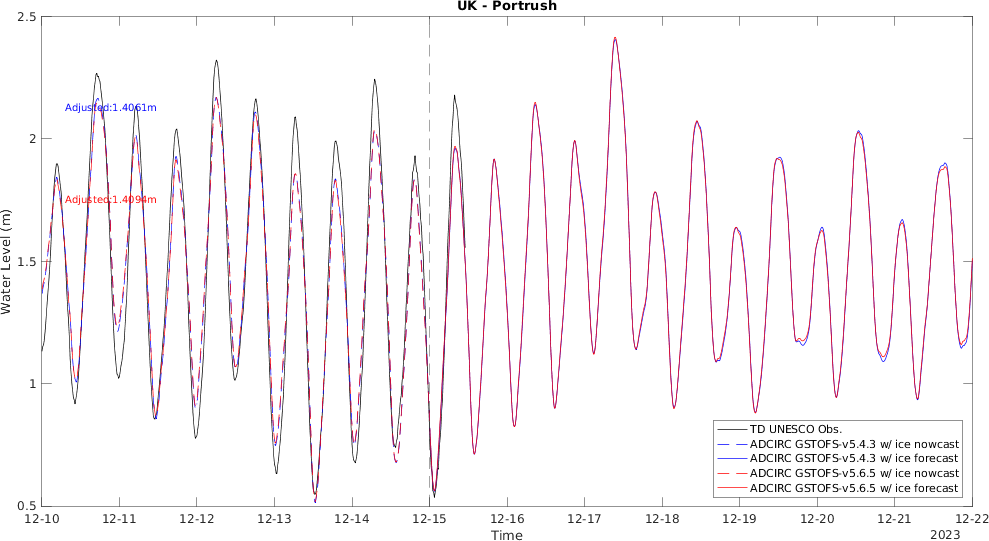 UK - Portrush
2.5
2
1.5
1
0.5
Water Level (m)
Adjusted:1.4061m
Adjusted:1.4094m
TD UNESCO Obs.
ADCIRC GSTOFS-v5.4.3 w/ ice nowcast
ADCIRC GSTOFS-v5.4.3 w/ ice forecast
ADCIRC GSTOFS-v5.6.5 w/ ice nowcast
ADCIRC GSTOFS-v5.6.5 w/ ice forecast
12-10 12-11 12-12 12-13 12-14 12-15 12-16 12-17 12-18 12-19 12-20 12-21 12-22
Time
2023